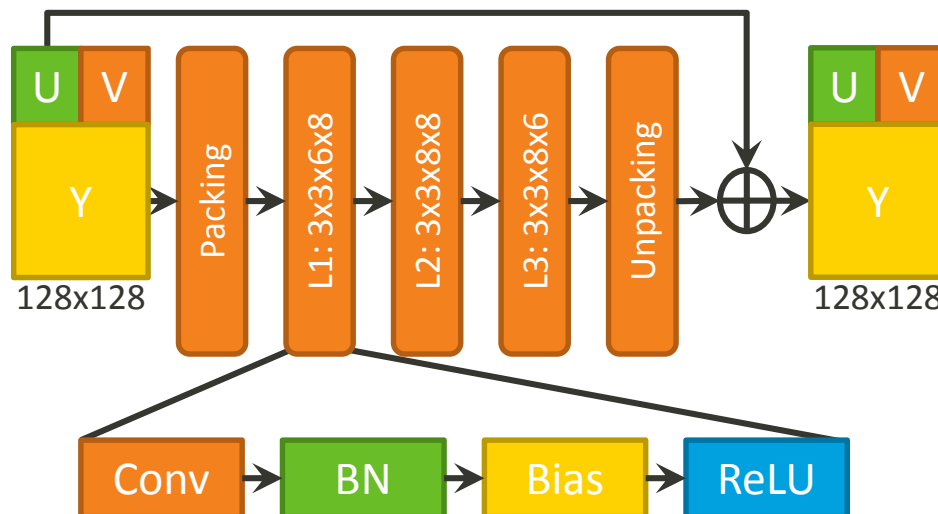 U V
Y
128x128
Packing
L1: 3x3x6x8
L2: 3x3x8x8
L3: 3x3x8x6
Unpacking
U V
Y
128x128
Conv
BN
Bias
ReLU